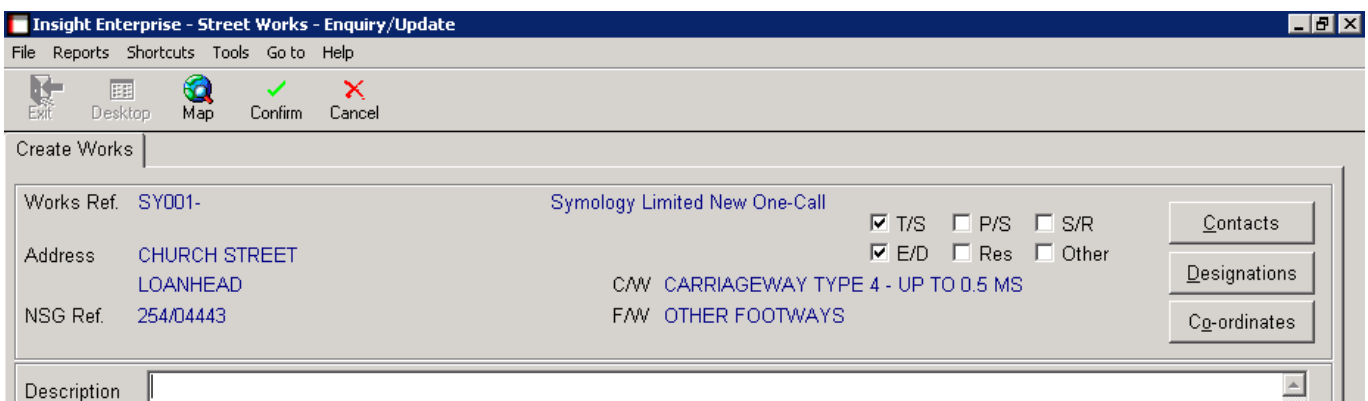 Insight Enterprise - Street Works - Enquiry/Update
File Reports Shortcuts Tools Go to Help
Exit Desktop Map Confirm Cancel
Create Works
Works Ref. SY001- Symology Limited New One-Call
T/S P/S S/R Contacts
Address CHURCH STREET E/D Res Other
LOANHEAD C/W CARRIAGEWAY TYPE 4 - UP TO 0.5 MS Designations
NSG Ref. 254/04443 F/W OTHER FOOTWAYS Co-ordinates
Description